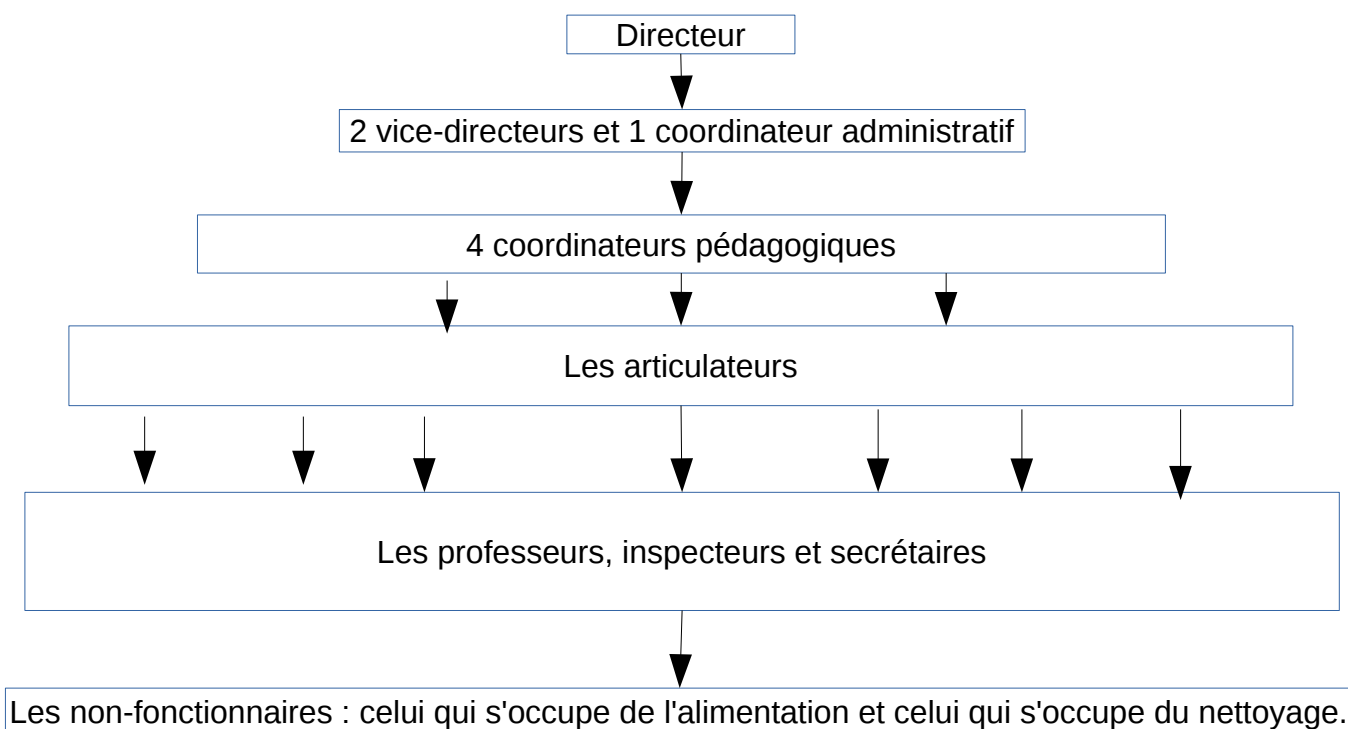 Directeur
2 vice-directeurs et 1 coordinateur administratif
4 coordinateurs pédagogiques
Les articulateurs
Les professeurs, inspecteurs et secrétaires
Les non-fonctionnaires : celui qui s'occupe de l'alimentation et celui qui s'occupe du nettoyage.